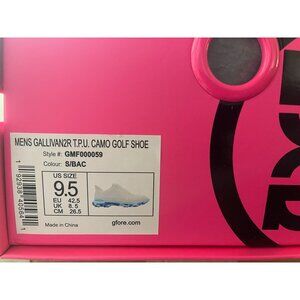 MENS GALLIVAN2R T.P.U. CAMO GOLF SHOE
Style #: GMF000059
Colour: S/BAC
US SIZE
9.5
EU 42.5
UK 8.5
CM 26.5
Made in China
gfore.com